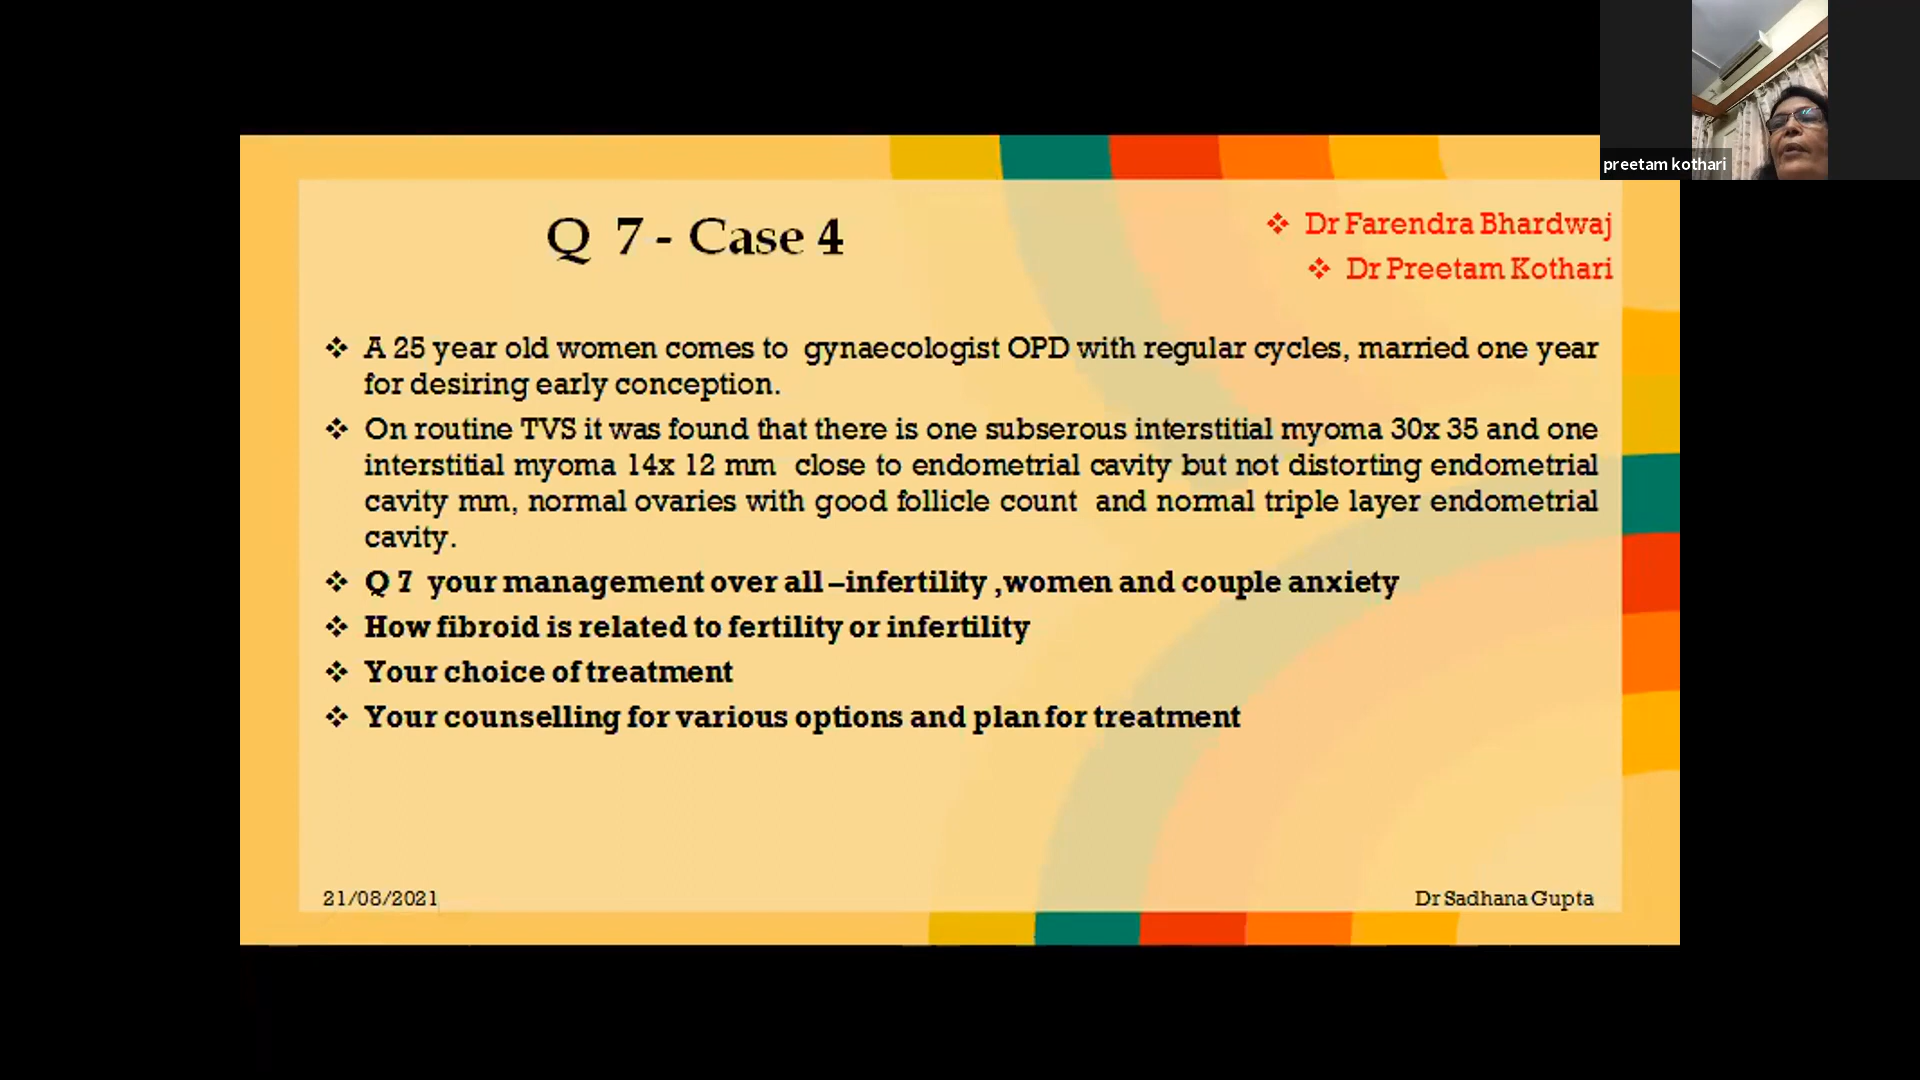 preetam kothari
Q 7 - Case 4
❖ Dr Farendra Bhardwaj
❖ Dr Preetam Kothari
❖ A 25 year old women comes to gynaecologist OPD with regular cycles, married one year
for desiring early conception.
❖ On routine TVS it was found that there is one subserous interstitial myoma 30x 35 and one
interstitial myoma 14x 12 mm close to endometrial cavity but not distorting endometrial
cavity mm, normal ovaries with good follicle count and normal triple layer endometrial
cavity.
❖ Q 7 your management over all –infertility ,women and couple anxiety
❖ How fibroid is related to fertility or infertility
❖ Your choice of treatment
❖ Your counselling for various options and plan for treatment
21/08/2021
Dr Sadhana Gupta